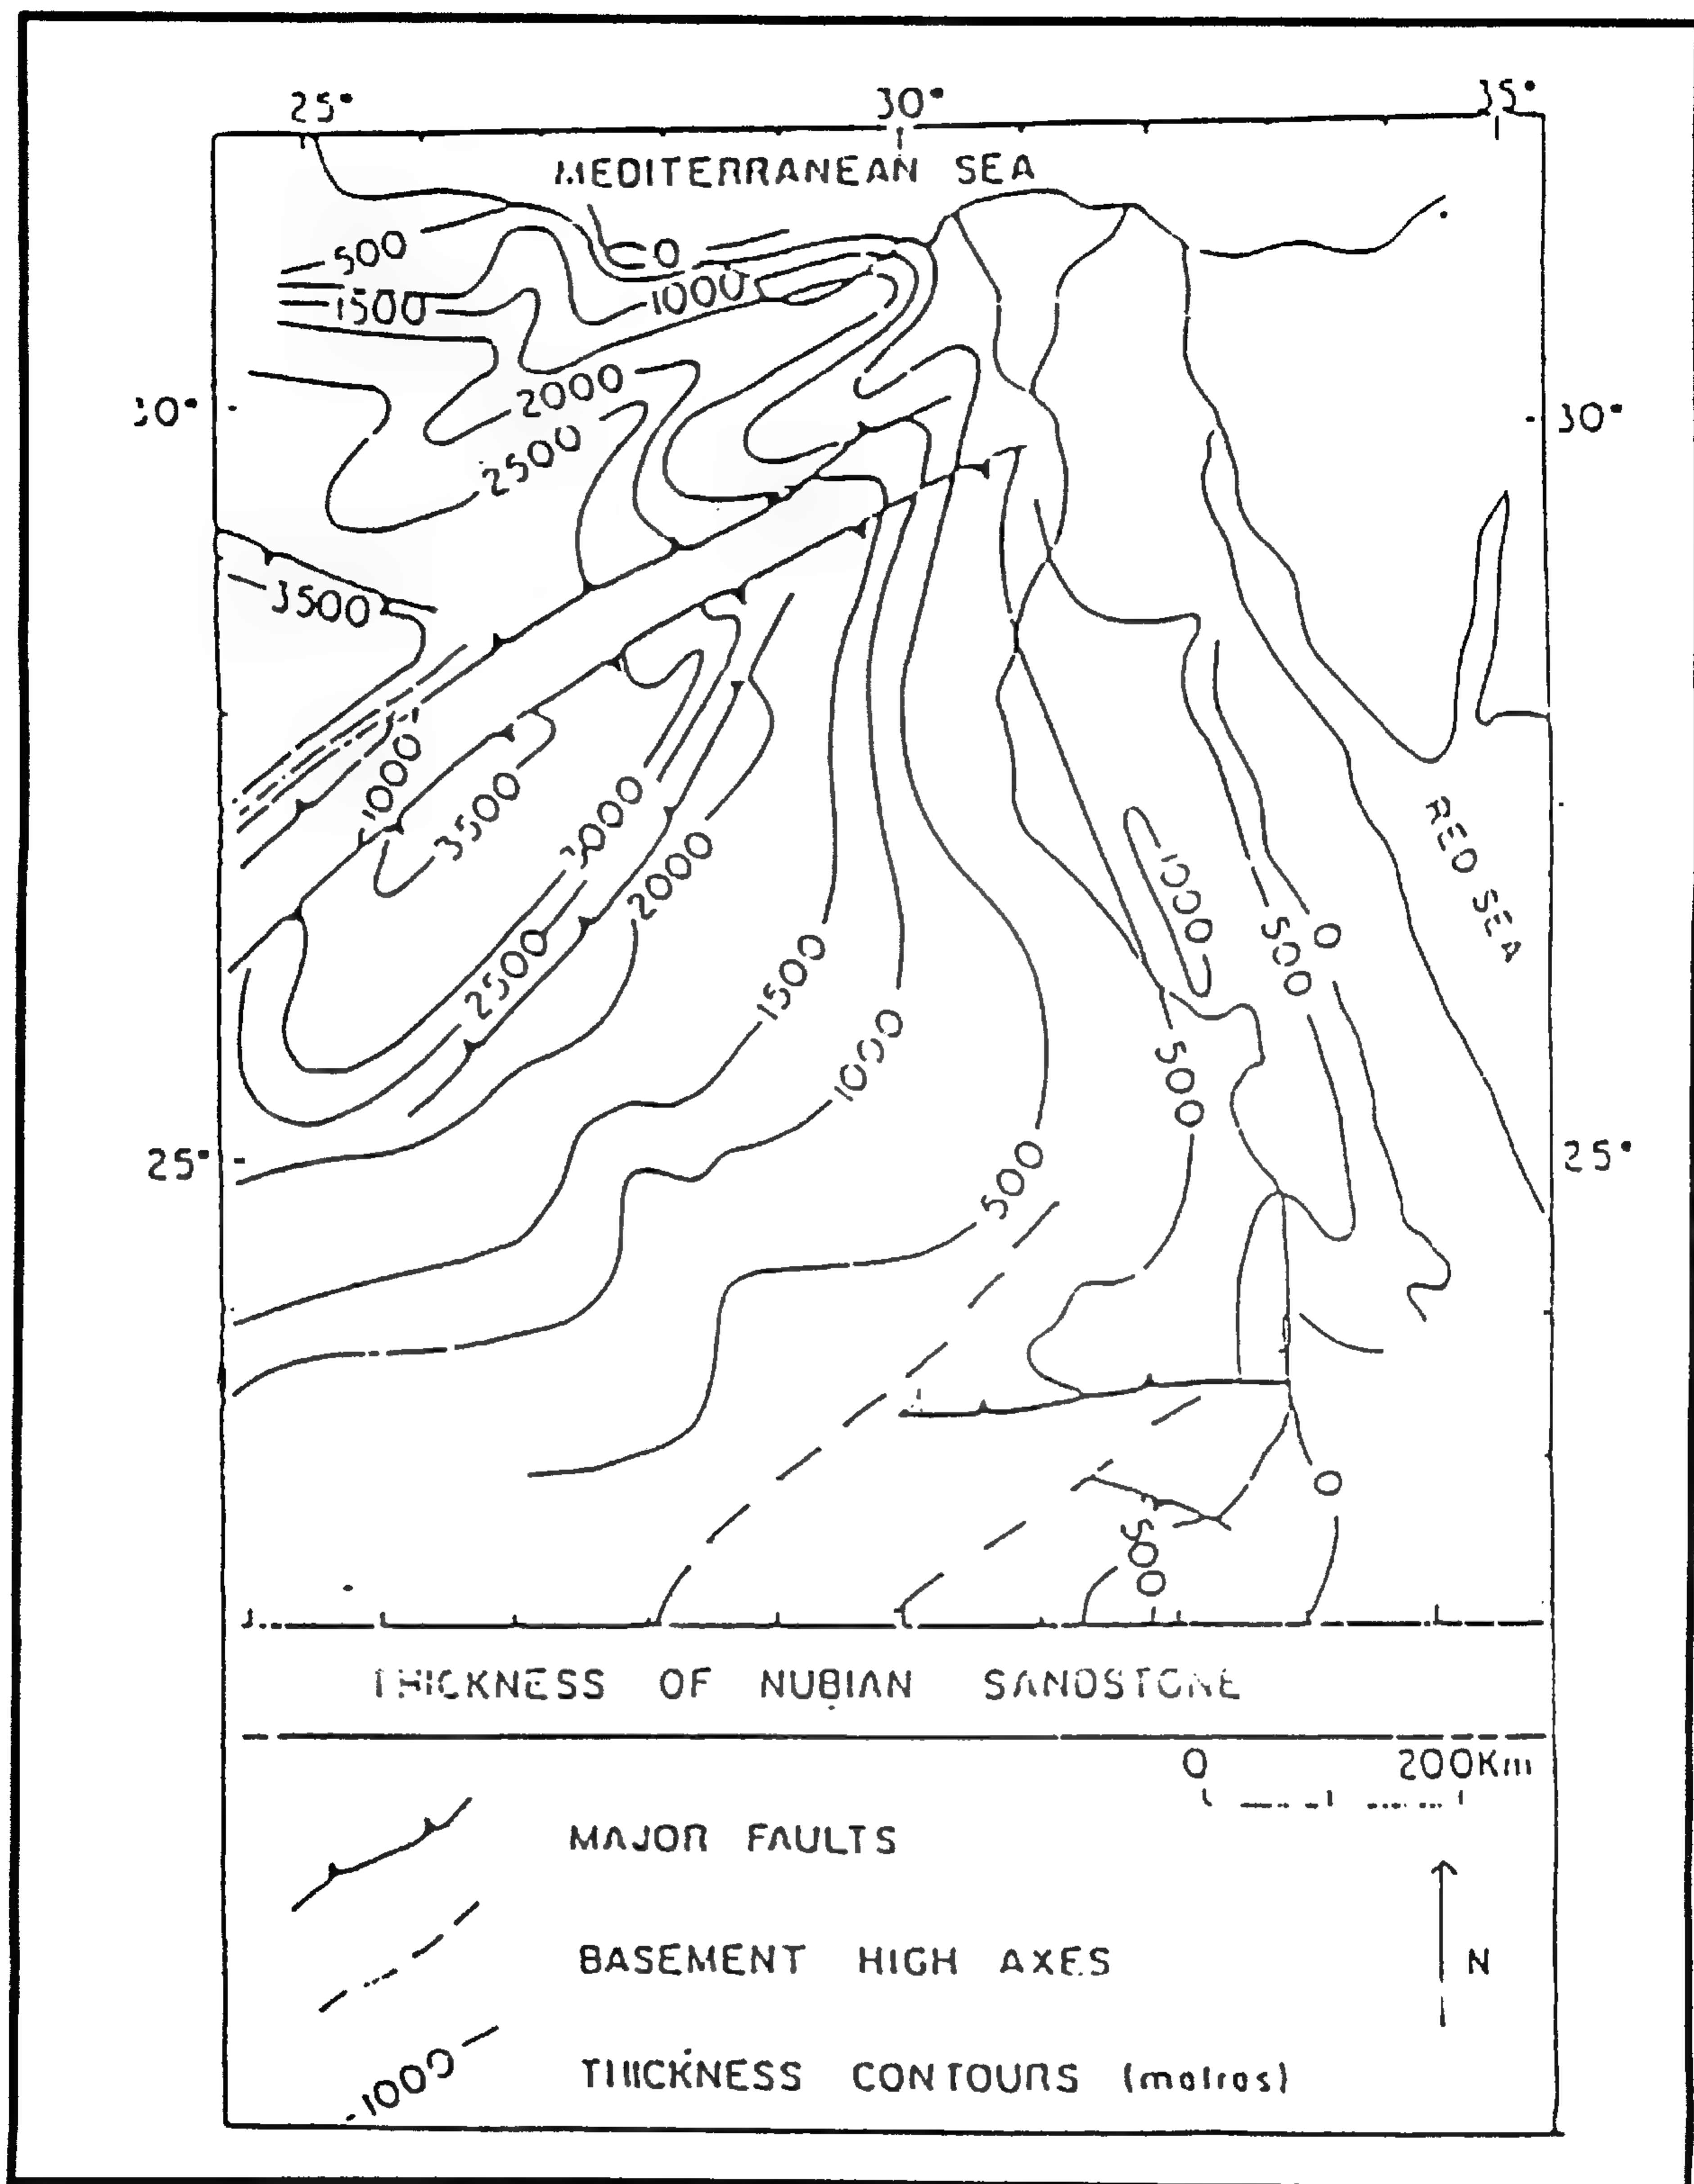 25° 30° 35°
MEDITERRANEAN SEA
500
0
1000
1500
2000
30° 30°
2500
3500
1000
3500
3000
2000
RED SEA
1000
0
500
2500
1500
1000
500
25° 25°
500
0
500
THICKNESS OF NUBIAN SANDSTONE
0 200Km
MAJOR FAULTS
BASEMENT HIGH AXES
N
1000
THICKNESS CONTOURS (metres)